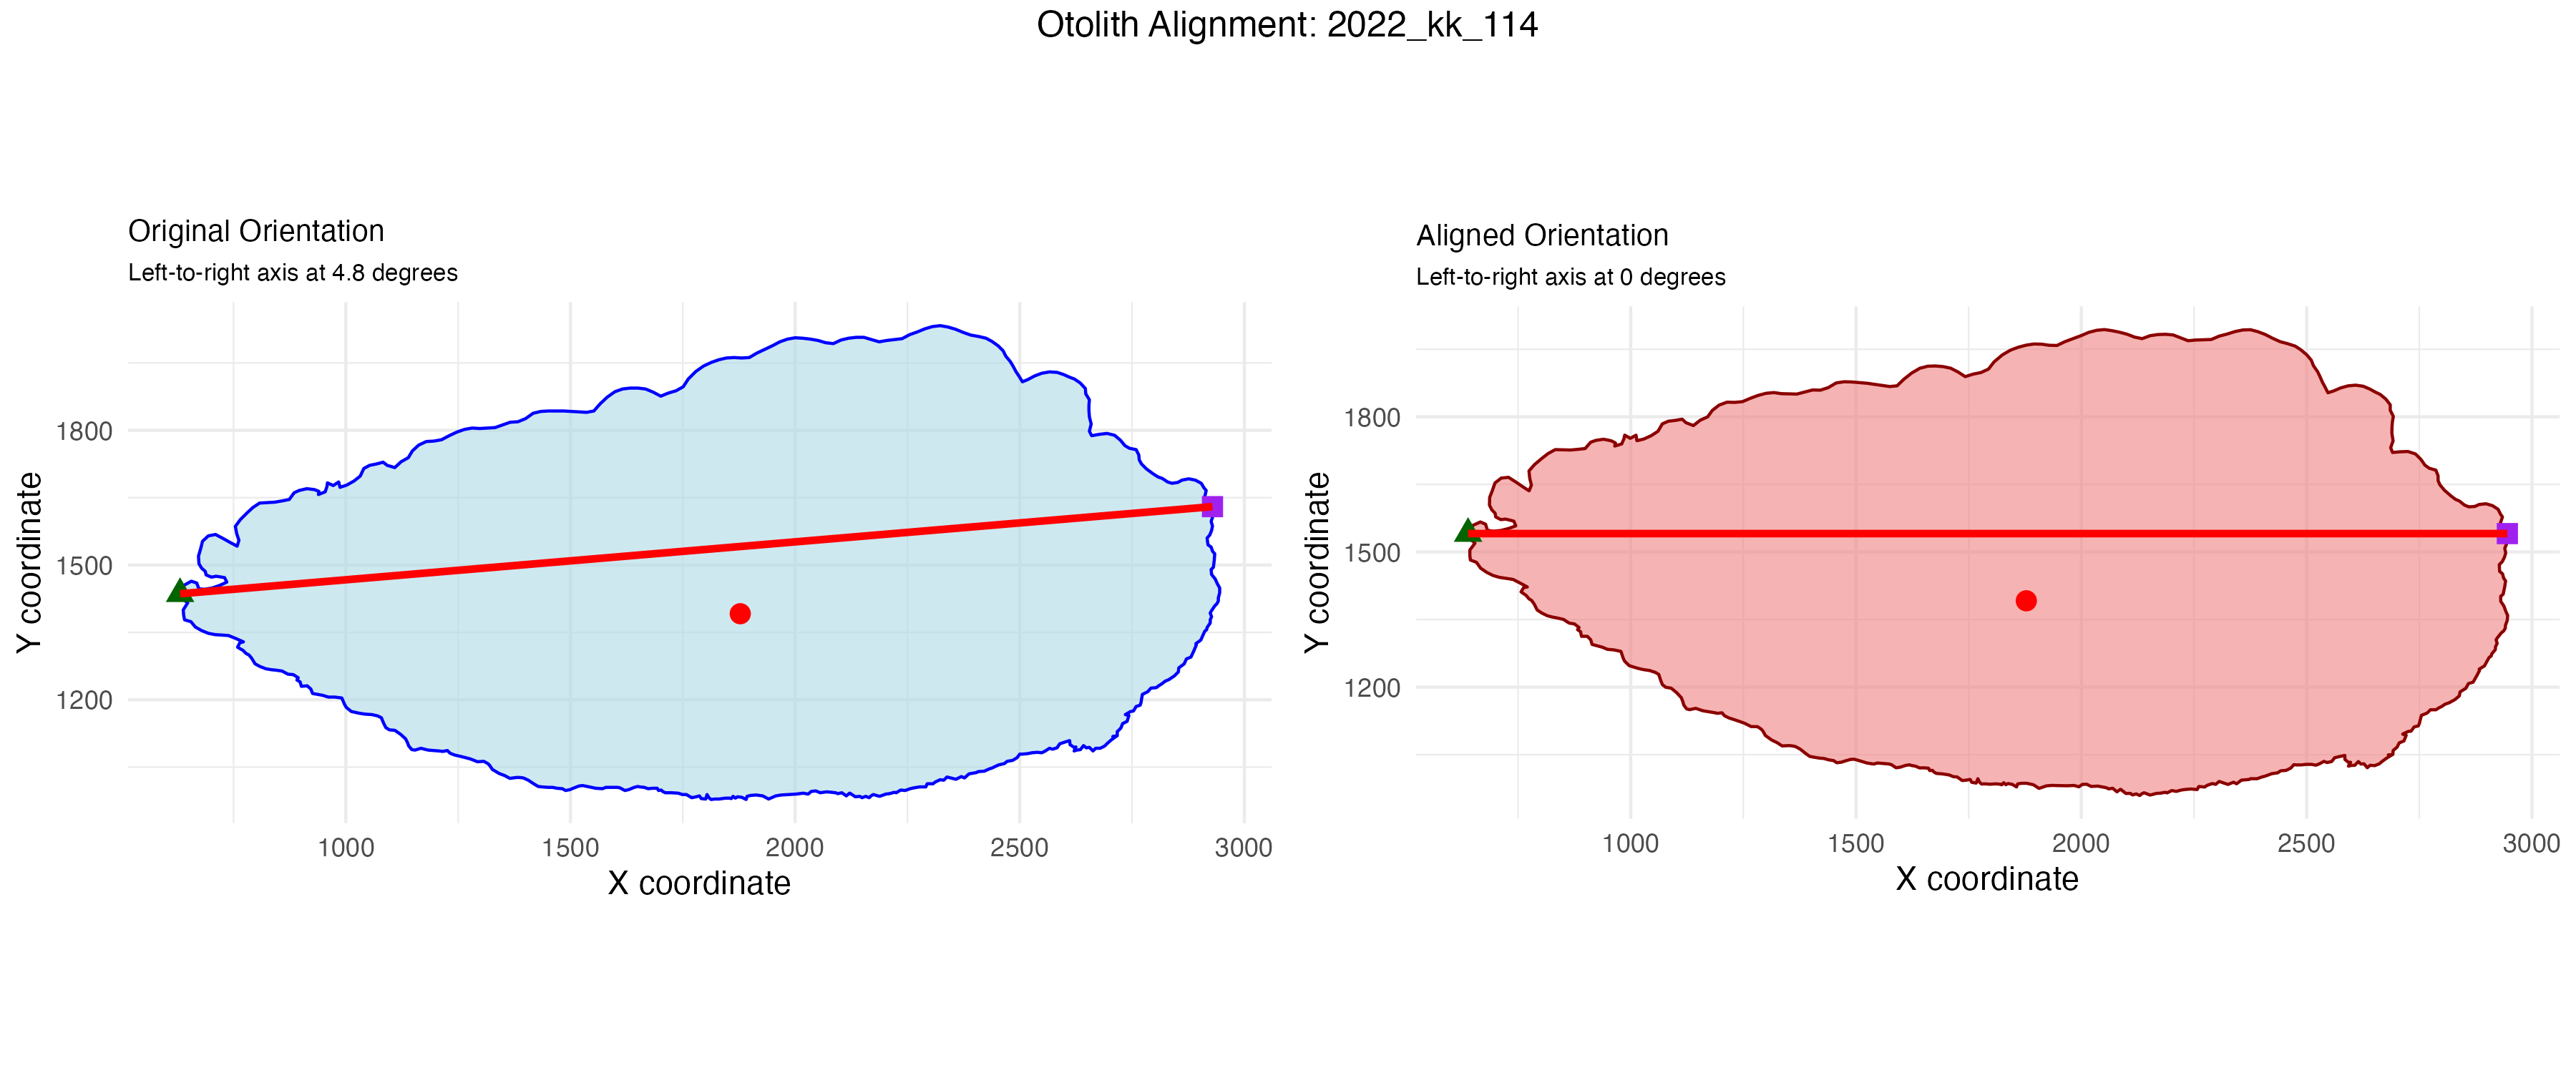 Otolith Alignment: 2022_kk_114
Original Orientation
Left-to-right axis at 4.8 degrees
Y coordinate
1800
1500
1200
1000 1500 2000 2500 3000
X coordinate
Aligned Orientation
Left-to-right axis at 0 degrees
Y coordinate
1800
1500
1200
1000 1500 2000 2500 3000
X coordinate